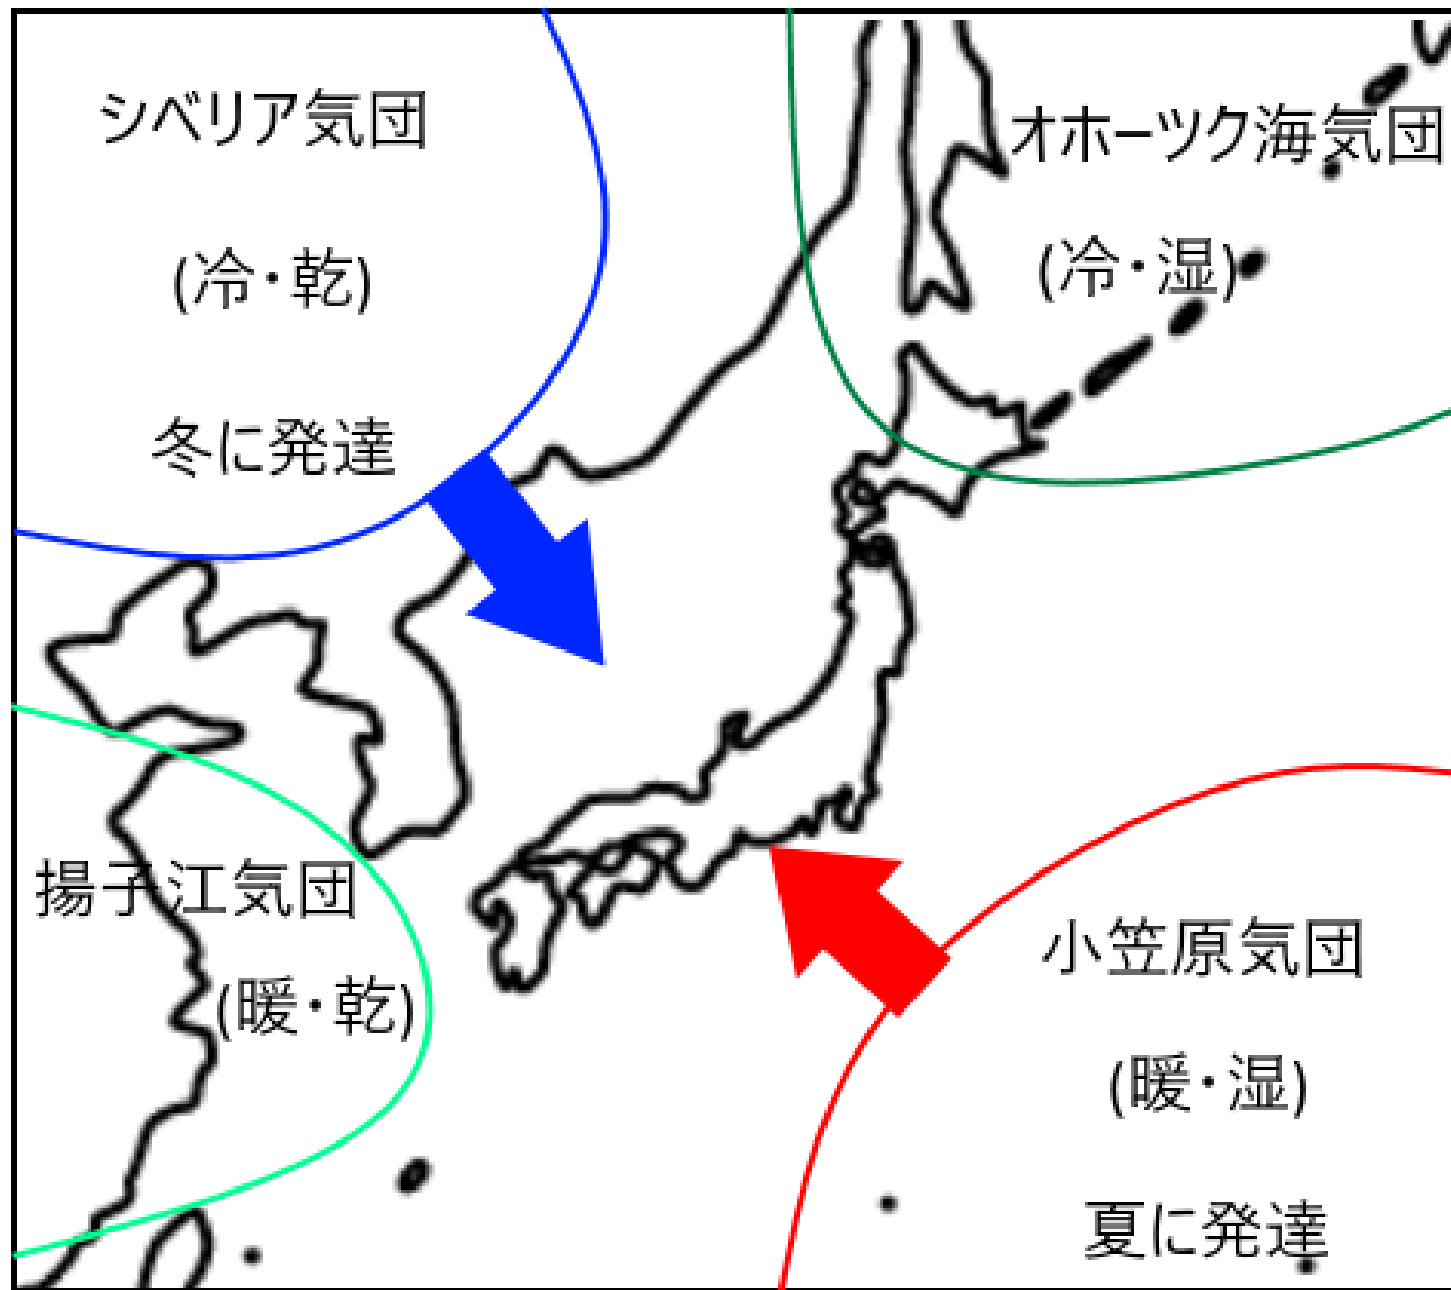 シベリア気団
(冷・乾)
冬に発達
オホーツク海気団
(冷・湿)
揚子江気団
(暖・乾)
小笠原気団
(暖・湿)
夏に発達